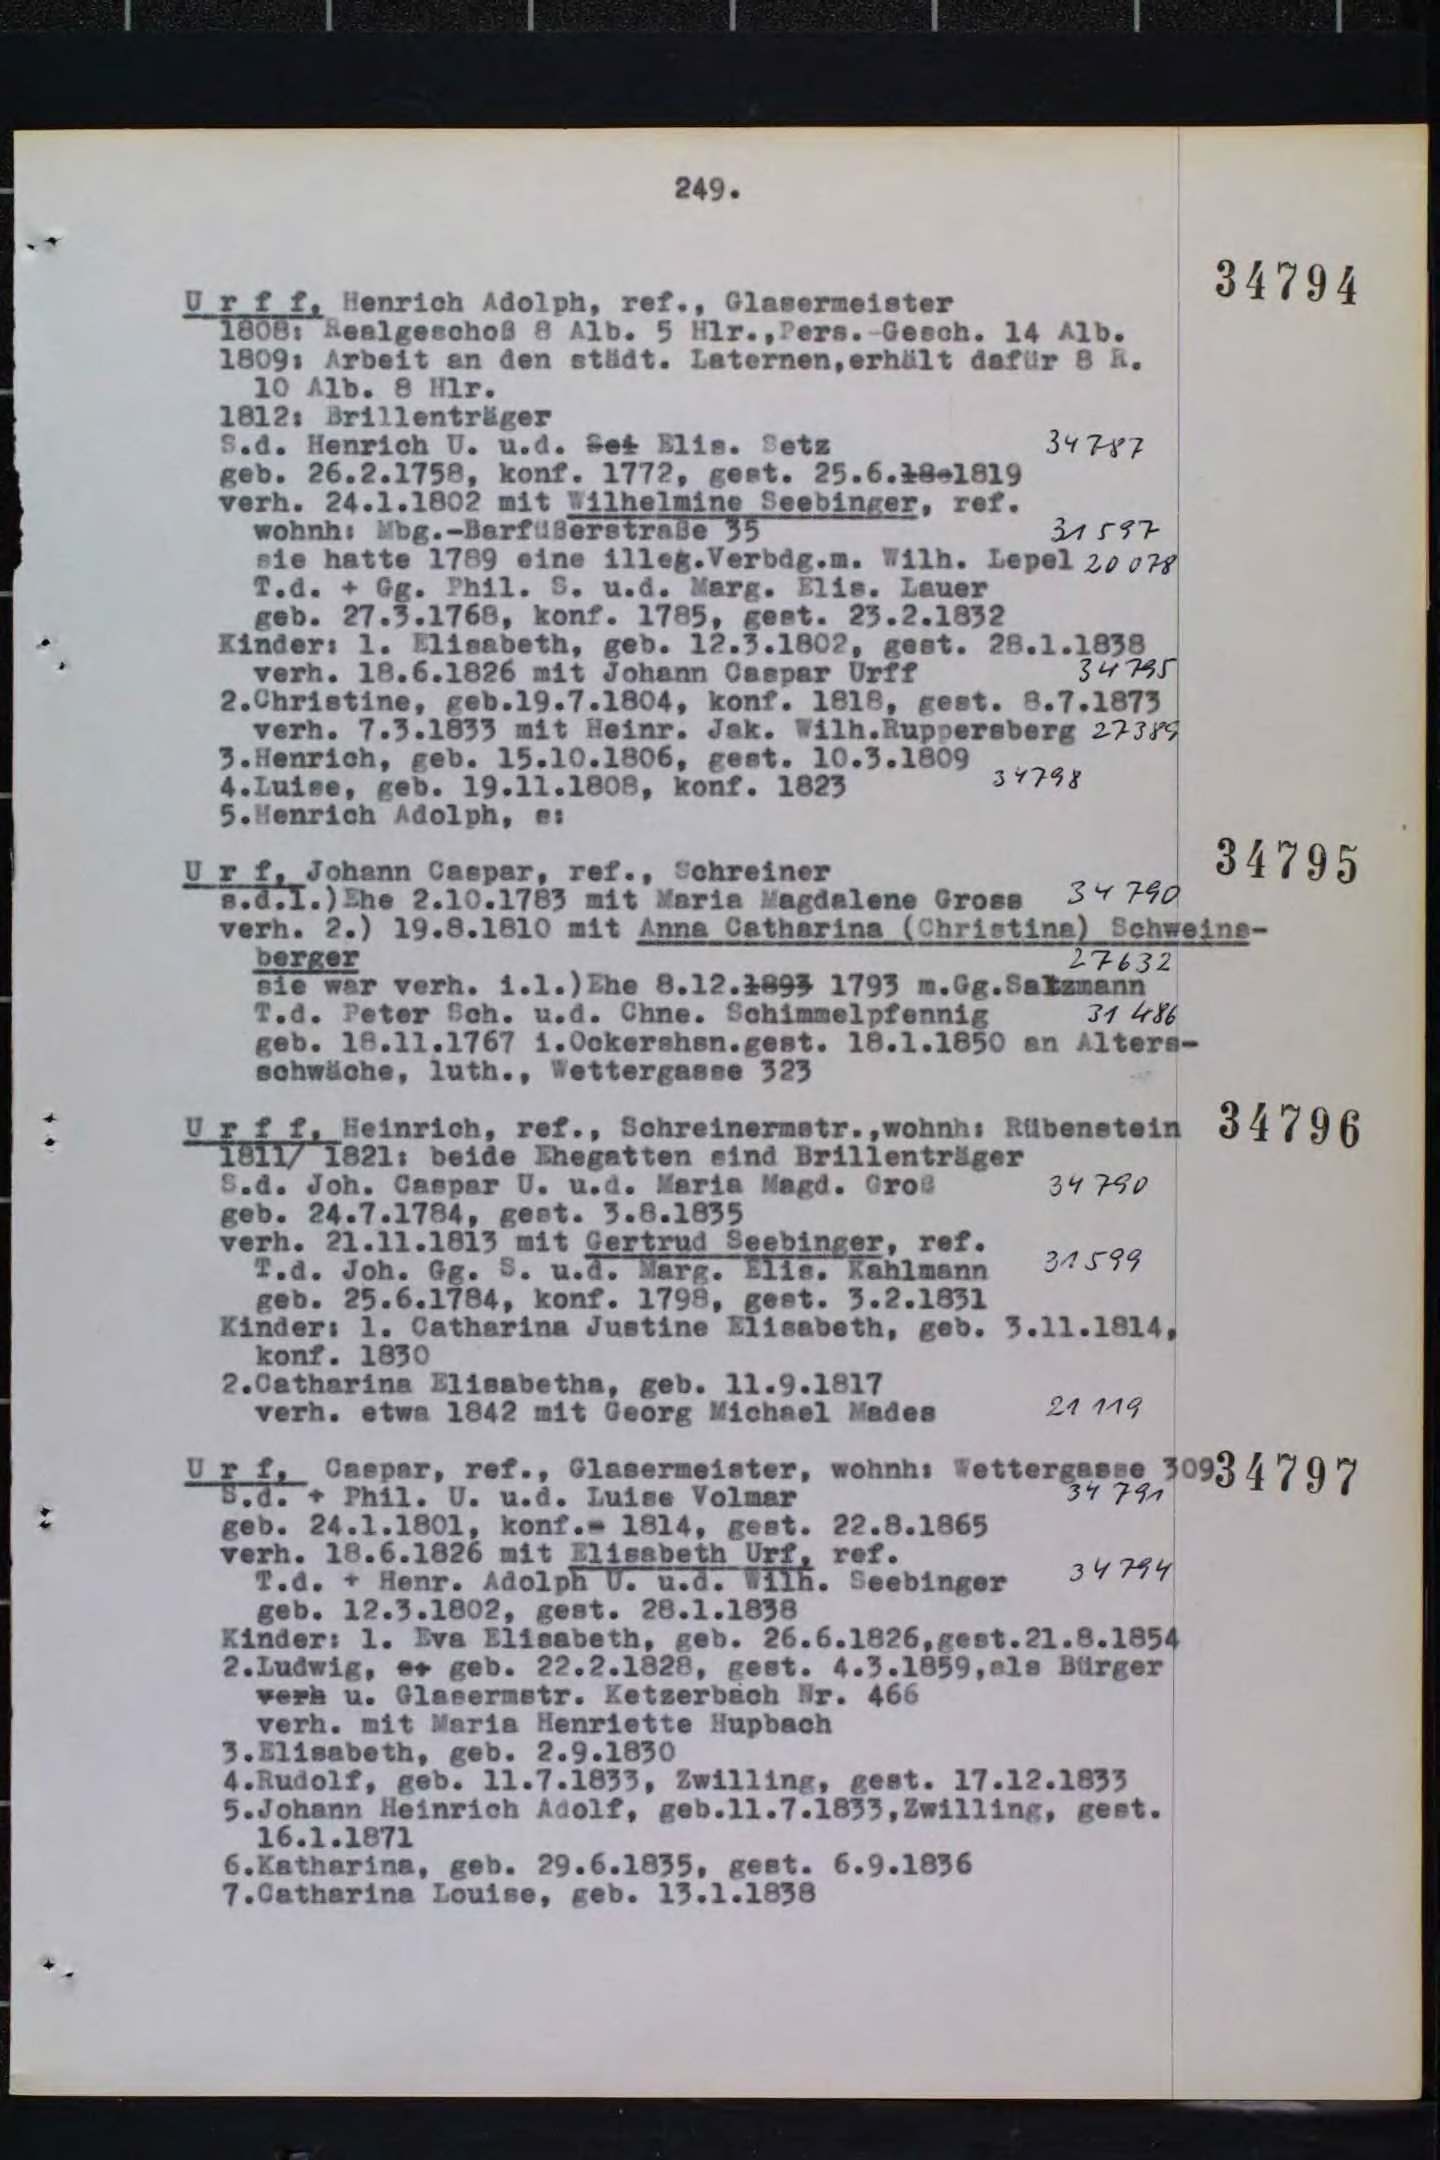 249.
34794
U r f f, Henrich Adolph, ref., Glasermeister
1808: Realgeschoß 8 Alb. 5 Hlr.,Pers.-Gesch. 14 Alb.
1809: Arbeit an den städt. Laternen,erhält dafür 8 R.
10 Alb. 8 Hlr.
1812: Brillenträger
S.d. Henrich U. u.d. Set Elis. Setz 34787
geb. 26.2.1758, konf. 1772, gest. 25.6.18-1819
verh. 24.1.1802 mit Wilhelmine Seebinger, ref.
wohnh: Mbg.-Barfüßerstraße 35 31597
sie hatte 1789 eine illeg.Verbdg.m. Wilh. Lepel 20078
T.d. + Gg. Phil. S. u.d. Marg. Elis. Lauer
geb. 27.3.1768, konf. 1785, gest. 23.2.1832
Kinder: 1. Elisabeth, geb. 12.3.1802, gest. 28.1.1838
verh. 18.6.1826 mit Johann Caspar Urff 34795
2.Christine, geb.19.7.1804, konf. 1818, gest. 8.7.1873
verh. 7.3.1833 mit Heinr. Jak. Wilh.Ruppersberg 27389
3.Henrich, geb. 15.10.1806, gest. 10.3.1809
4.Luise, geb. 19.11.1808, konf. 1823 34798
5.Henrich Adolph, s:
34795
U r f, Johann Caspar, ref., Schreiner
s.d.1.)Ehe 2.10.1783 mit Maria Magdalene Gross 34790
verh. 2.) 19.8.1810 mit Anna Catharina (Christina) Schweins-
berger 27632
sie war verh. i.1.)Ehe 8.12.1893 1793 m.Gg.Saltzmann
T.d. Peter Sch. u.d. Chne. Schimmelpfennig 31486
geb. 18.11.1767 i.Ockershsn.gest. 18.1.1850 an Alters-
schwäche, luth., Wettergasse 323
U r f f, Heinrich, ref., Schreinermstr.,wohnh: Rübenstein 34796
1811/ 1821: beide Ehegatten sind Brillenträger
S.d. Joh. Caspar U. u.d. Maria Magd. Groß 34790
geb. 24.7.1784, gest. 3.8.1835
verh. 21.11.1813 mit Gertrud Seebinger, ref.
T.d. Joh. Gg. S. u.d. Marg. Elis. Kahlmann 31599
geb. 25.6.1784, konf. 1798, gest. 3.2.1831
Kinder: 1. Catharina Justine Elisabeth, geb. 3.11.1814,
konf. 1830
2.Catharina Elisabetha, geb. 11.9.1817
verh. etwa 1842 mit Georg Michael Mades 21119
U r f, Caspar, ref., Glasermeister, wohnh: Wettergasse 309 34797
S.d. + Phil. U. u.d. Luise Volmar 34791
geb. 24.1.1801, konf.- 1814, gest. 22.8.1865
verh. 18.6.1826 mit Elisabeth Urf, ref.
T.d. + Henr. Adolph U. u.d. Wilh. Seebinger 34794
geb. 12.3.1802, gest. 28.1.1838
Kinder: 1. Eva Elisabeth, geb. 26.6.1826,gest.21.8.1854
2.Ludwig, s: geb. 22.2.1828, gest. 4.3.1859,als Bürger
verh u. Glasermstr. Ketzerbach Nr. 466
verh. mit Maria Henriette Hupbach
3.Elisabeth, geb. 2.9.1830
4.Rudolf, geb. 11.7.1833, Zwilling, gest. 17.12.1833
5.Johann Heinrich Adolf, geb.11.7.1833,Zwilling, gest.
16.1.1871
6.Katharina, geb. 29.6.1835, gest. 6.9.1836
7.Catharina Louise, geb. 13.1.1838